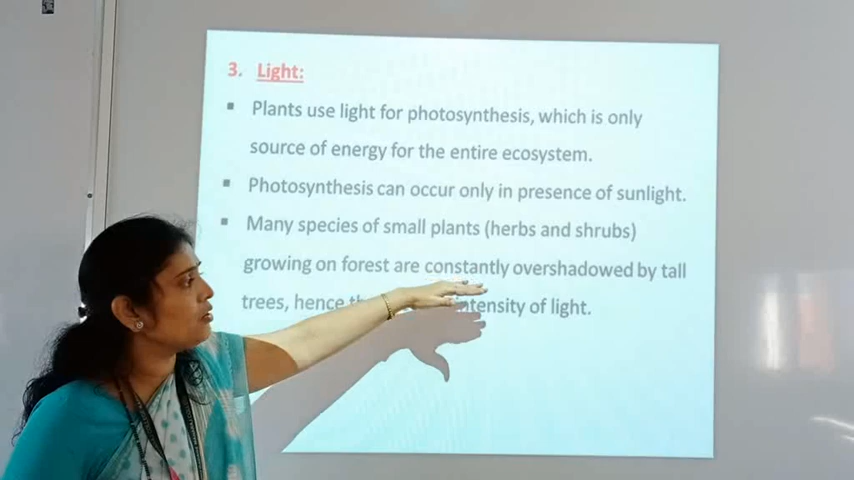 3. Light:
▪ Plants use light for photosynthesis, which is only
source of energy for the entire ecosystem.
▪ Photosynthesis can occur only in presence of sunlight.
▪ Many species of small plants (herbs and shrubs)
growing on forest are constantly overshadowed by tall
trees, hence intensity of light.